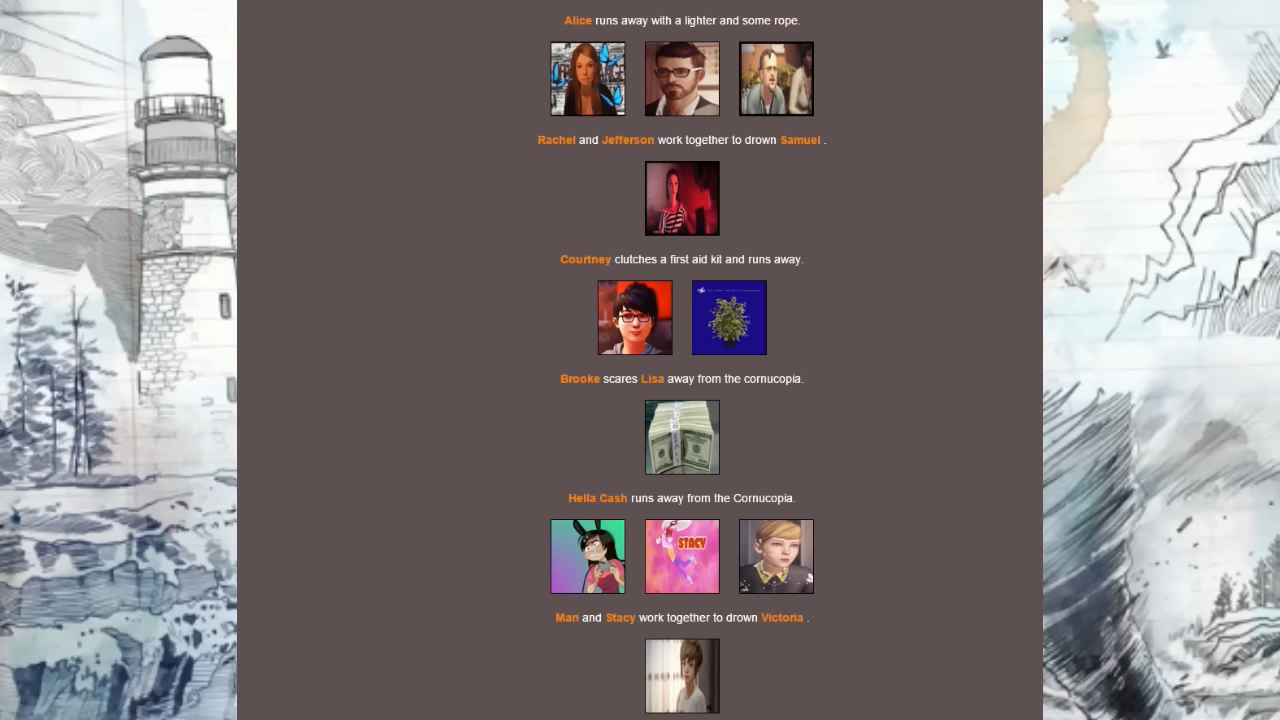 Alice runs away with a lighter and some rope.
Rachel and Jefferson work together to drown Samuel .
Courtney clutches a first aid kit and runs away.
Brooke scares Lisa away from the cornucopia.
Hella Cash runs away from the Cornucopia.
STACY
Mari and Stacy work together to drown Victoria .